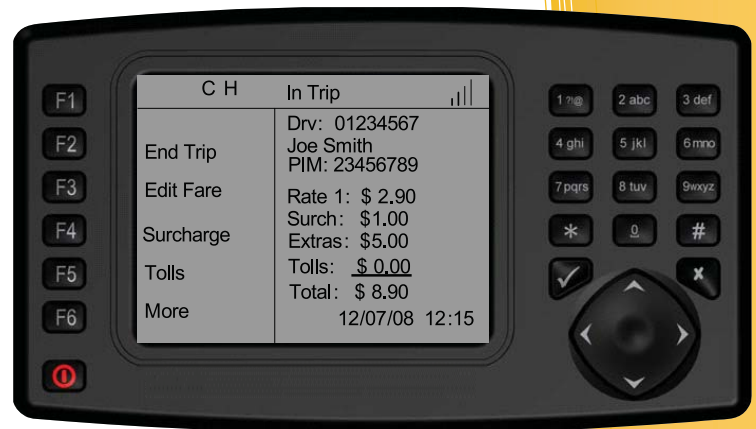 C H
In Trip
End Trip
Edit Fare
Surcharge
Tolls
More
Drv: 01234567
Joe Smith
PIM: 23456789
Rate 1: $ 2.90
Surch: $1.00
Extras: $5.00
Tolls: $ 0.00
Total: $ 8.90
12/07/08 12:15
F1
F2
F3
F4
F5
F6
1 ?!@ 2 abc 3 def
4 ghi 5 jkl 6 mno
7 pqrs 8 tuv 9wxyz
* 0 #